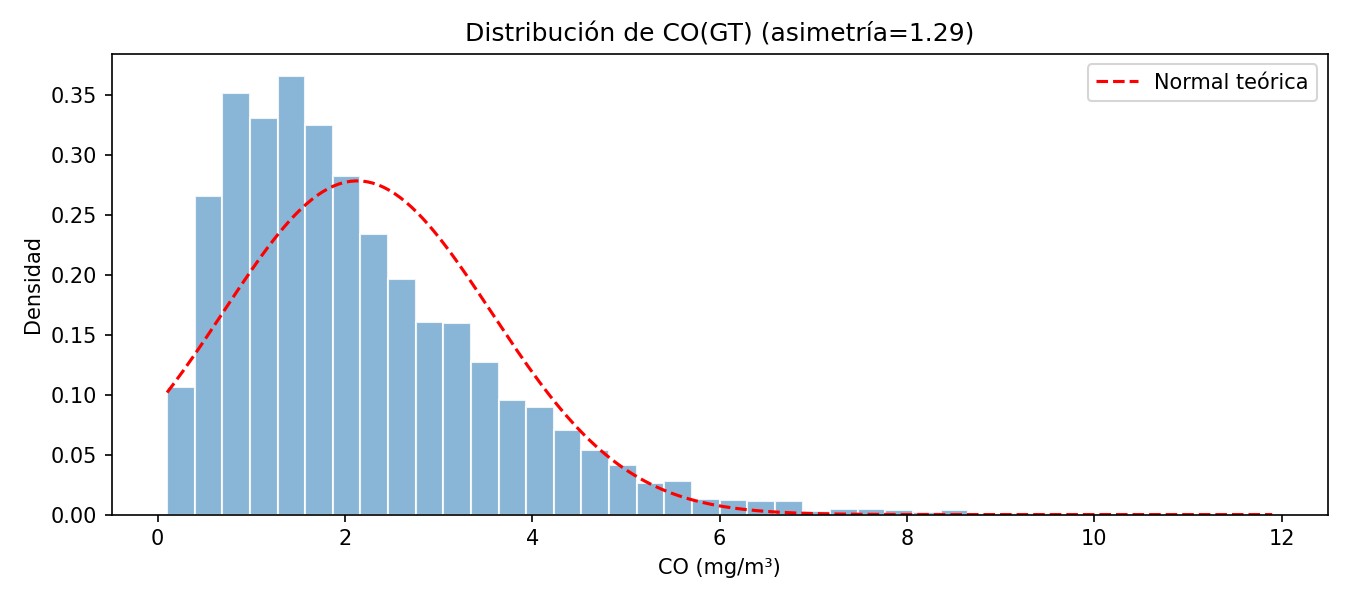 Distribución de CO(GT) (asimetría=1.29)
Normal teórica
Densidad
0.35
0.30
0.25
0.20
0.15
0.10
0.05
0.00
0 2 4 6 8 10 12
CO (mg/m³)